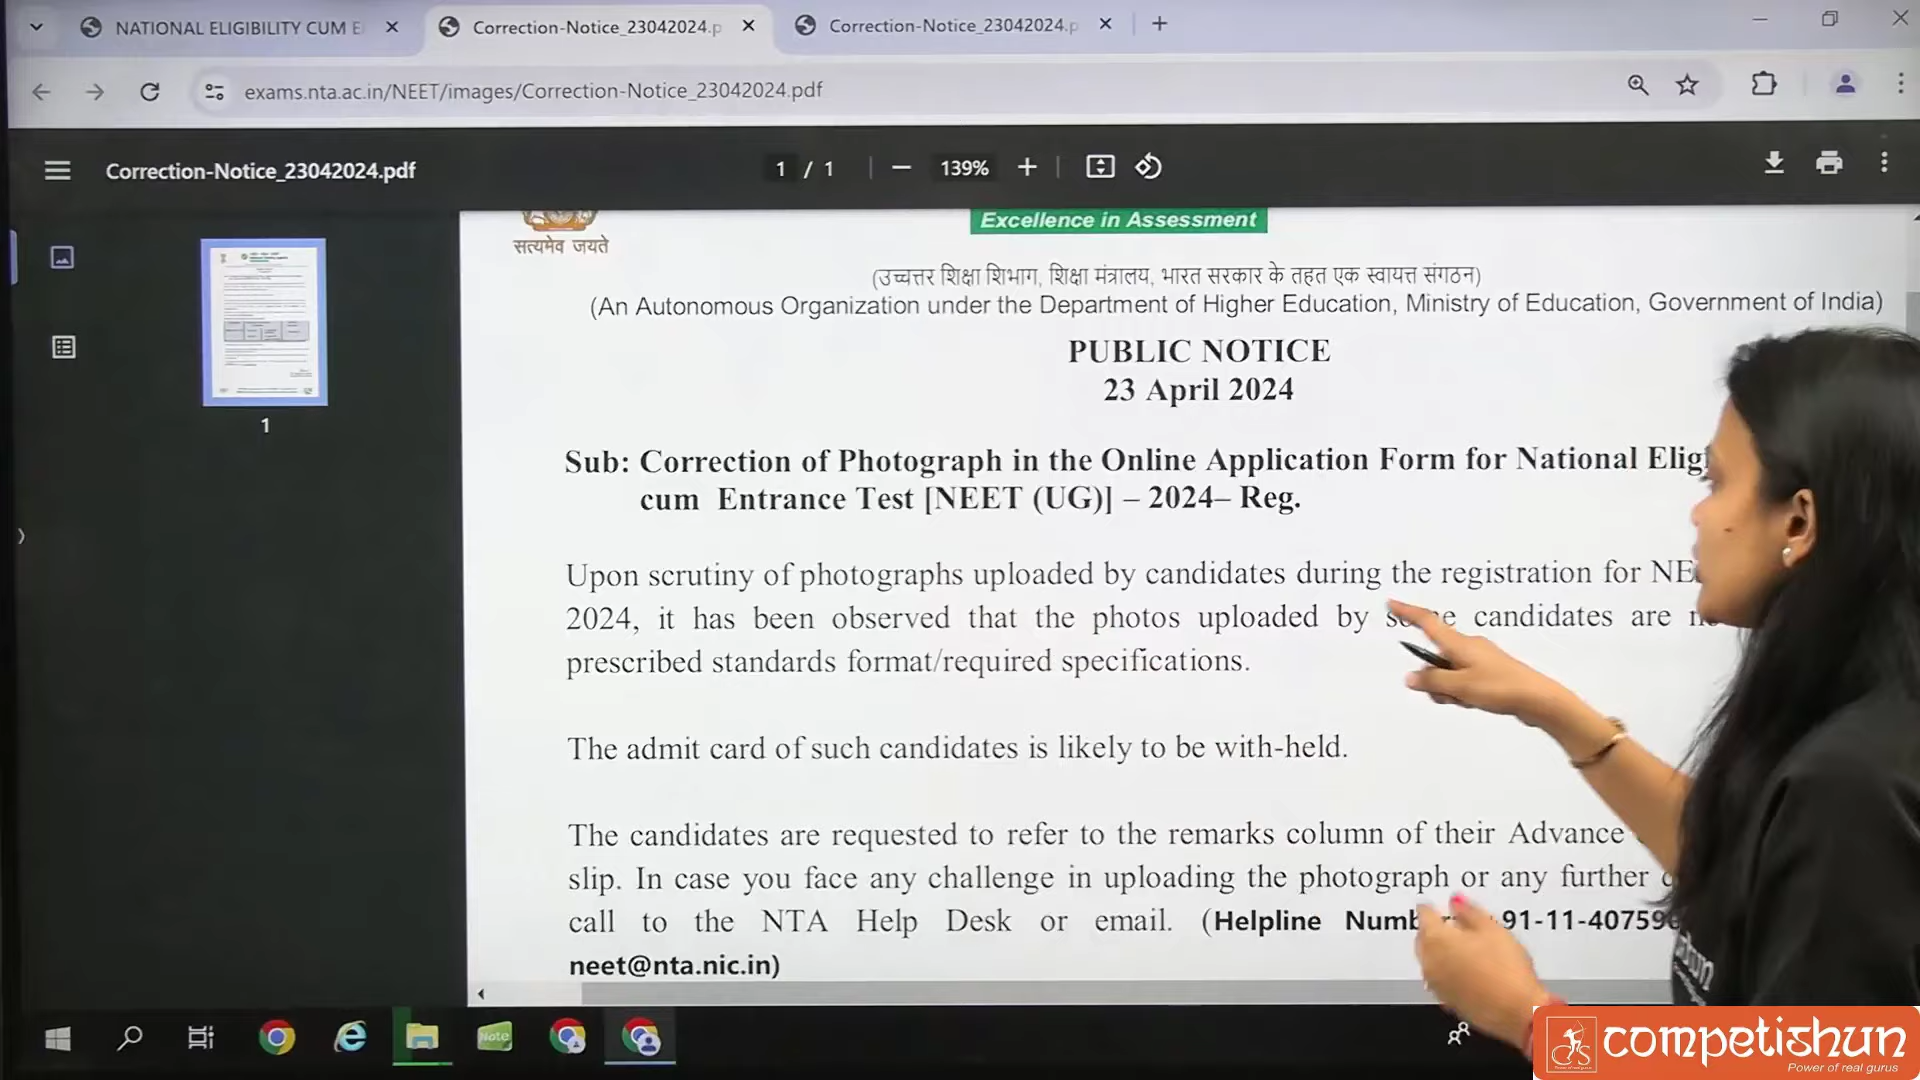 NATIONAL ELIGIBILITY CUM E
Correction-Notice_23042024.p
Correction-Notice_23042024.p
exams.nta.ac.in/NEET/images/Correction-Notice_23042024.pdf
Correction-Notice_23042024.pdf
1 / 1
139%
1
सत्यमेव जयते
Excellence in Assessment
(उच्चत्तर शिक्षा शिभाग, शिक्षा मंत्रालय, भारत सरकार के तहत एक स्वायत्त संगठन)
(An Autonomous Organization under the Department of Higher Education, Ministry of Education, Government of India)
PUBLIC NOTICE
23 April 2024
Sub: Correction of Photograph in the Online Application Form for National Elig
cum Entrance Test [NEET (UG)] – 2024– Reg.
Upon scrutiny of photographs uploaded by candidates during the registration for NE
2024, it has been observed that the photos uploaded by candidates are
prescribed standards format/required specifications.
The admit card of such candidates is likely to be with-held.
The candidates are requested to refer to the remarks column of their Advance
slip. In case you face any challenge in uploading the photograph or any further
call to the NTA Help Desk or email. (Helpline Numb 91-11-40759
neet@nta.nic.in)
Note
competishun
Power of real gurus